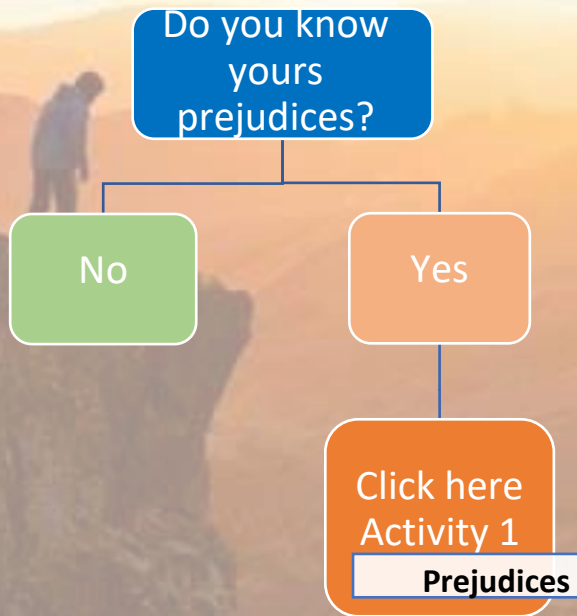 Do you know
yours
prejudices?
No
Yes
Click here
Activity 1
Prejudices